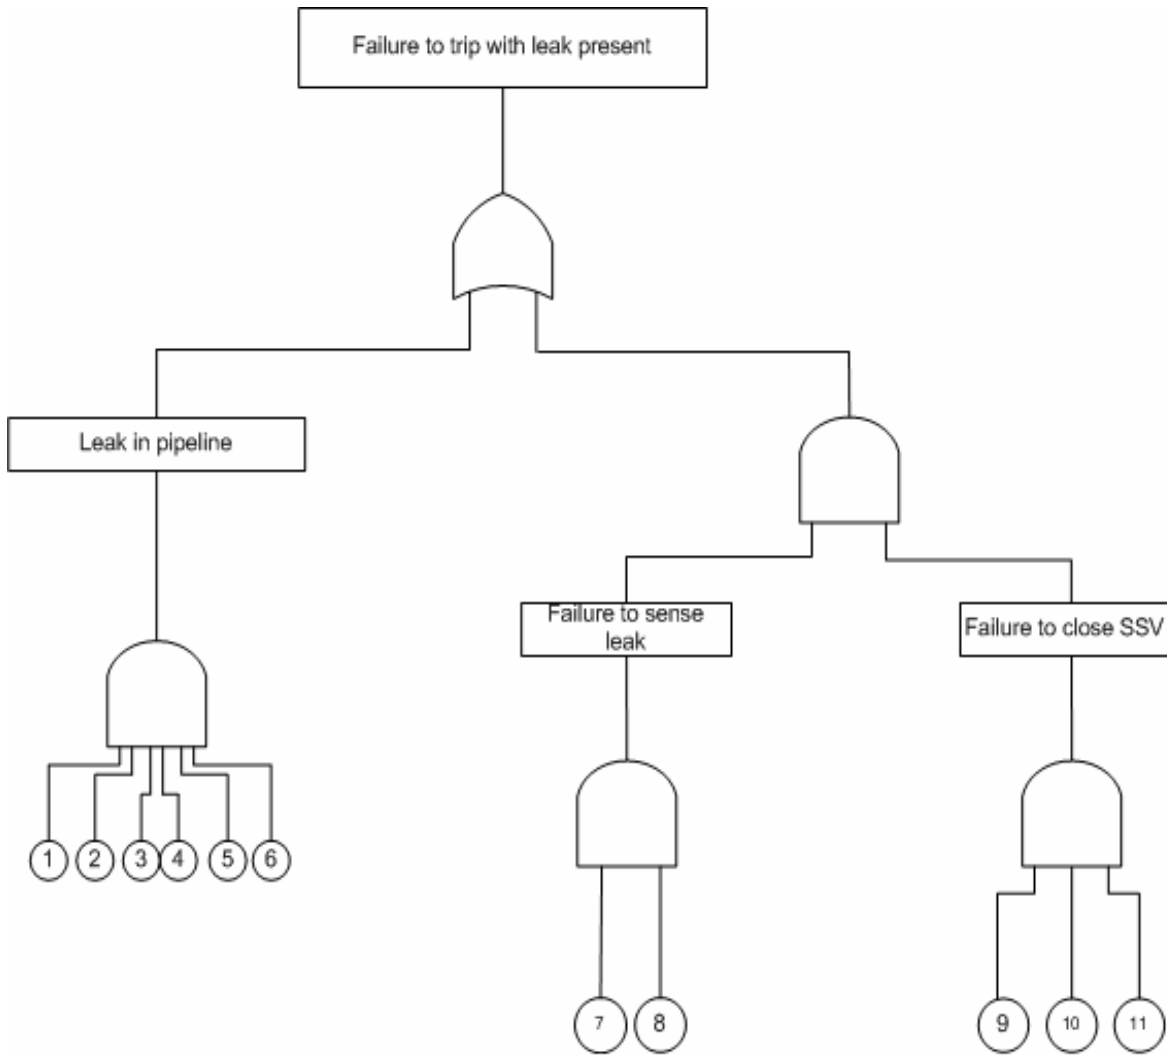 Failure to trip with leak present
Leak in pipeline
Failure to sense
leak
Failure to close SSV
1
2
3
4
5
6
7
8
9
10
11